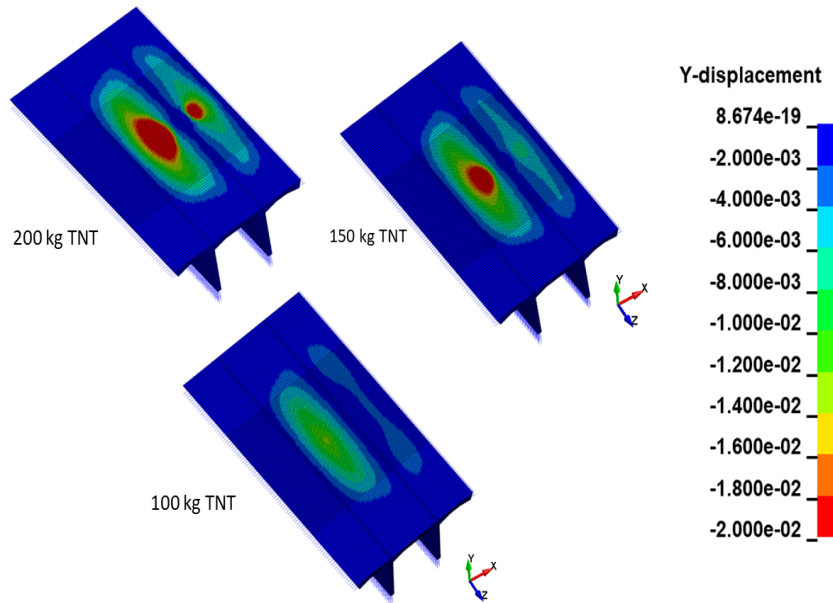 200 kg TNT
150 kg TNT
Y
X
Z
100 kg TNT
Y
X
Z
Y-displacement
8.674e-19
-2.000e-03
-4.000e-03
-6.000e-03
-8.000e-03
-1.000e-02
-1.200e-02
-1.400e-02
-1.600e-02
-1.800e-02
-2.000e-02